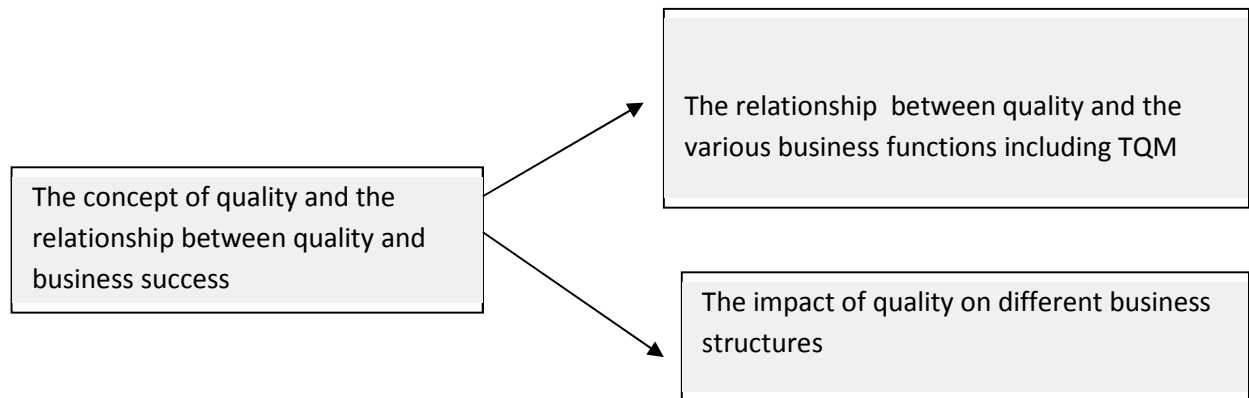 The concept of quality and the
relationship between quality and
business success
The relationship  between quality and the
various business functions including TQM
The impact of quality on different business
structures